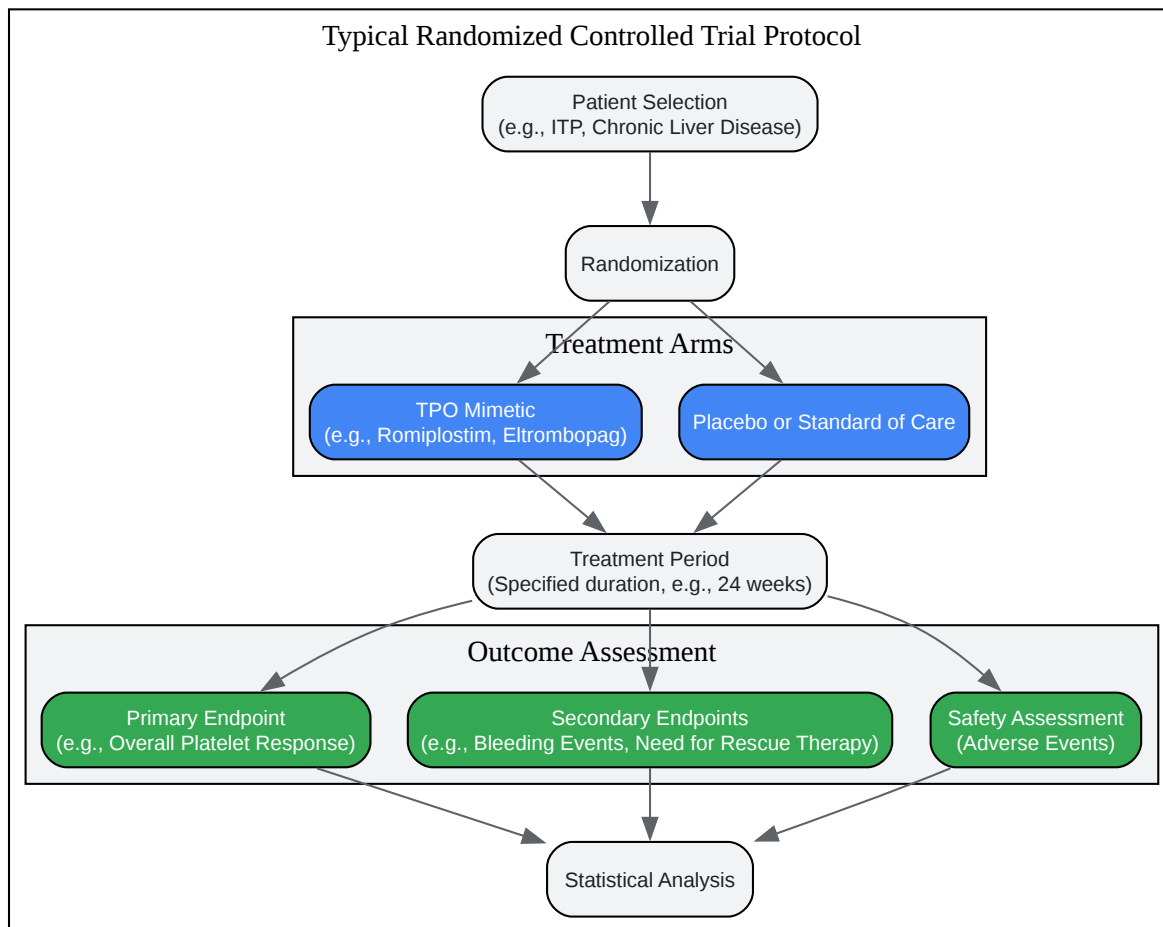 Typical Randomized Controlled Trial Protocol
Patient Selection
(e.g., ITP, Chronic Liver Disease)
Randomization
Treatment Arms
TPO Mimetic
(e.g., Romiplostim, Eltrombopag)
Placebo or Standard of Care
Treatment Period
(Specified duration, e.g., 24 weeks)
Outcome Assessment
Primary Endpoint
(e.g., Overall Platelet Response)
Secondary Endpoints
(e.g., Bleeding Events, Need for Rescue Therapy)
Safety Assessment
(Adverse Events)
Statistical Analysis